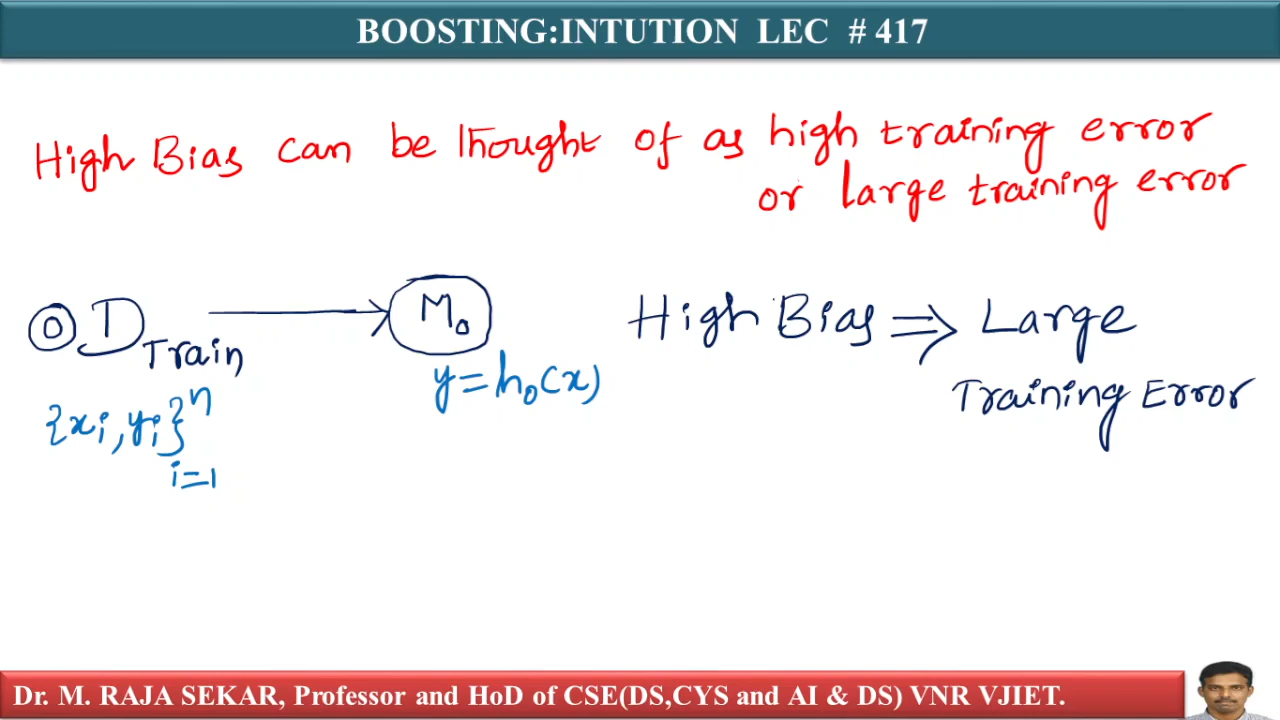 BOOSTING:INTUTION LEC # 417
High Bias can be thought of as high training error
or Large training error
⓪ D_Train → M₀
High Bias ⇒ Large
Training Error
y = h₀(x)
{xᵢ, yᵢ}ⁿ
i=1
Dr. M. RAJA SEKAR, Professor and HoD of CSE(DS,CYS and AI & DS) VNR VJIET.